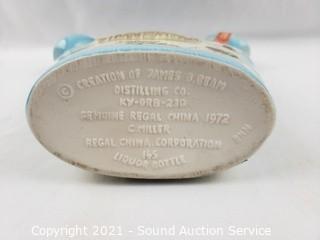 © CREATION OF JAMES B. BEAM
DISTILLING CO.
KY-DRB-230
GENUINE REGAL CHINA 1972
C. MILLER
REGAL CHINA CORPORATION
145
LIQUOR BOTTLE
Copyright © 2021 - Sound Auction Service